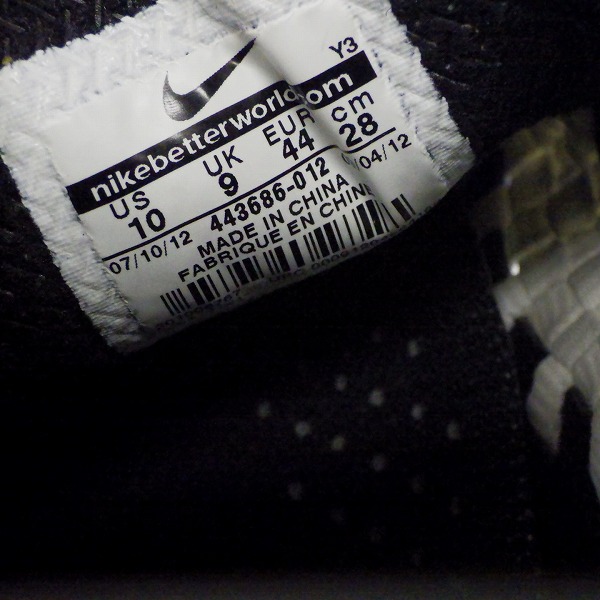 Y3
nikebetterworld.com
US UK EUR cm
10 9 44 28
443686-012
07/10/12 /04/12
MADE IN CHINA
FABRIQUE EN CHINE